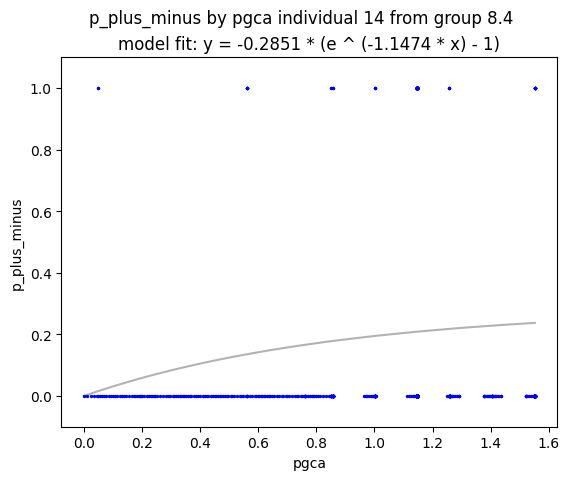 p_plus_minus by pgca individual 14 from group 8.4
model fit: y = -0.2851 * (e ^ (-1.1474 * x) - 1)
1.0
0.8
0.6
0.4
0.2
0.0
p_plus_minus
0.0 0.2 0.4 0.6 0.8 1.0 1.2 1.4 1.6
pgca